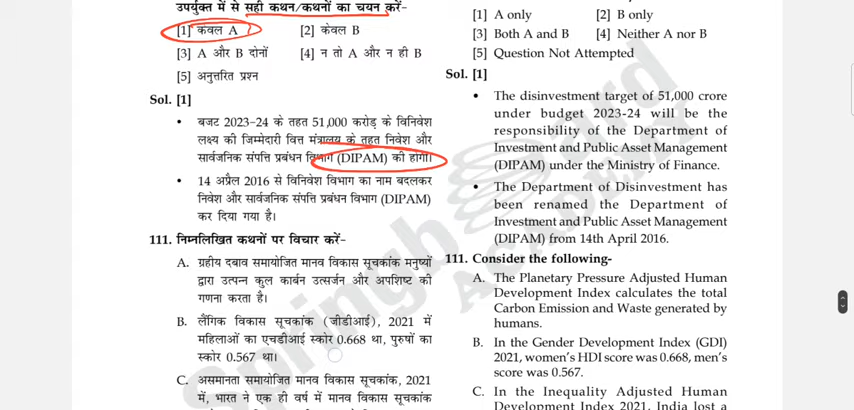 उपर्युक्त में से सही कथन/कथनों का चयन करें-
[1] केवल A
[2] केवल B
[3] A और B दोनों
[4] न तो A और न ही B
[5] अनुत्तरित प्रश्न
Sol. [1]
• बजट 2023-24 के तहत 51,000 करोड़ के विनिवेश
लक्ष्य की जिम्मेदारी वित्त मंत्रालय के तहत निवेश और
सार्वजनिक संपत्ति प्रबंधन विभाग (DIPAM) की होगी।
• 14 अप्रैल 2016 से विनिवेश विभाग का नाम बदलकर
निवेश और सार्वजनिक संपत्ति प्रबंधन विभाग (DIPAM)
कर दिया गया है।
111. निम्नलिखित कथनों पर विचार करें-
A. ग्रहीय दबाव समायोजित मानव विकास सूचकांक मनुष्यों
द्वारा उत्पन्न कुल कार्बन उत्सर्जन और अपशिष्ट की
गणना करता है।
B. लैंगिक विकास सूचकांक (जीडीआई), 2021 में
महिलाओं का एचडीआई स्कोर 0.668 था, पुरुषों का
स्कोर 0.567 था।
C. असमानता समायोजित मानव विकास सूचकांक, 2021
में, भारत ने एक ही वर्ष में मानव विकास सूचकांक
[1] A only
[2] B only
[3] Both A and B
[4] Neither A nor B
[5] Question Not Attempted
Sol. [1]
• The disinvestment target of 51,000 crore
under budget 2023-24 will be the
responsibility of the Department of
Investment and Public Asset Management
(DIPAM) under the Ministry of Finance.
• The Department of Disinvestment has
been renamed the Department of
Investment and Public Asset Management
(DIPAM) from 14th April 2016.
111. Consider the following-
A. The Planetary Pressure Adjusted Human
Development Index calculates the total
Carbon Emission and Waste generated by
humans.
B. In the Gender Development Index (GDI)
2021, women's HDI score was 0.668, men's
score was 0.567.
C. In the Inequality Adjusted Human
Development Index 2021, India lost a